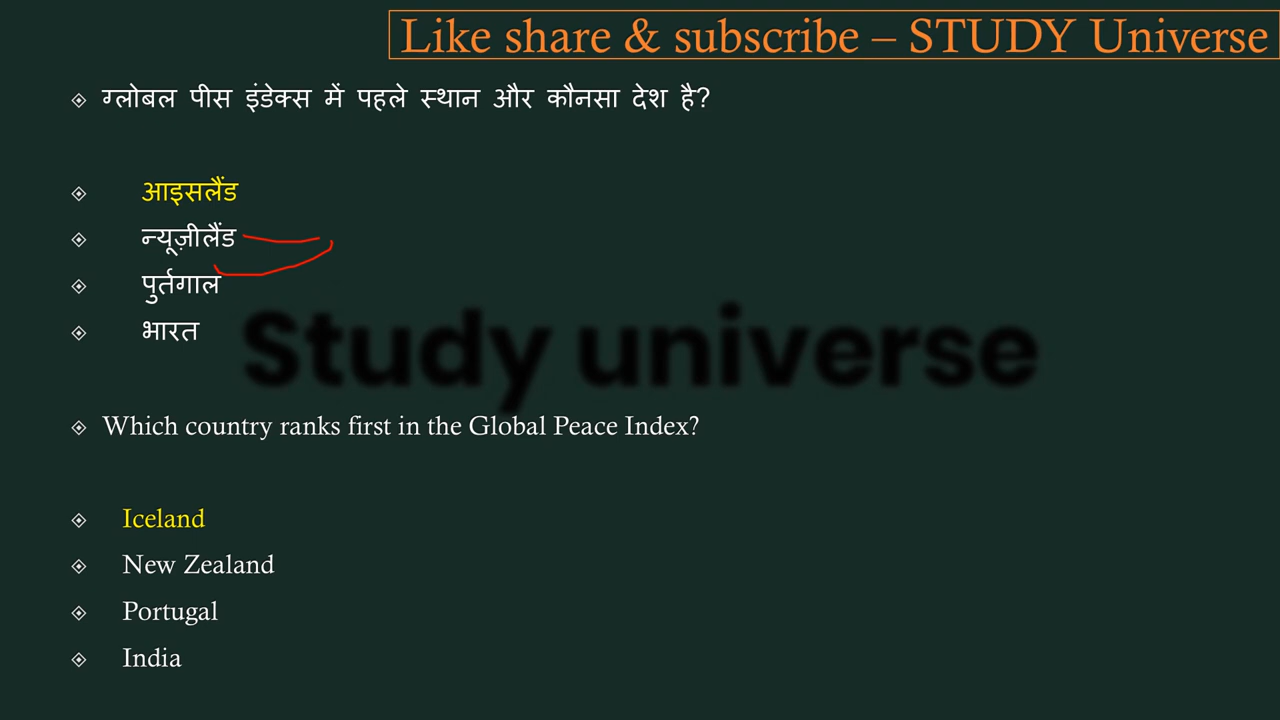 Like share & subscribe – STUDY Universe
ग्लोबल पीस इंडेक्स में पहले स्थान और कौनसा देश है?
आइसलैंड
न्यूज़ीलैंड
पुर्तगाल
भारत
Study universe
Which country ranks first in the Global Peace Index?
Iceland
New Zealand
Portugal
India